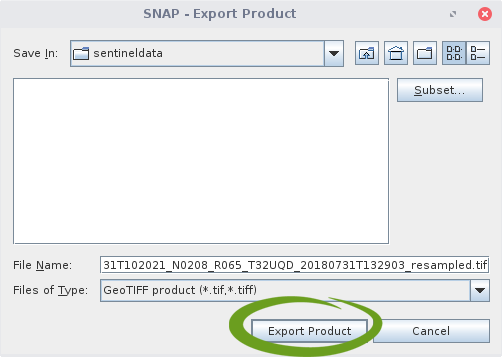 SNAP - Export Product
Save In: sentineldata
Subset...
File Name: 31T102021_N0208_R065_T32UQD_20180731T132903_resampled.tif
Files of Type: GeoTIFF product (*.tif,*.tiff)
Export Product Cancel